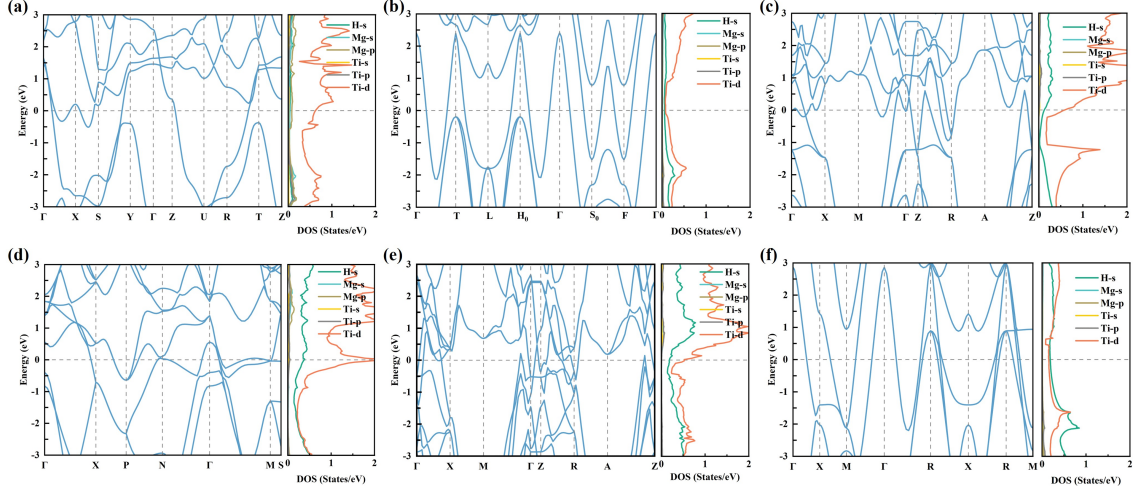 (a)
3
2
1
0
-1
-2
-3
Energy (eV)
Γ X S Y Γ Z U R T Z
H-s
Mg-s
Mg-p
Ti-s
Ti-p
Ti-d
0 1 2
DOS (States/eV)
(b)
3
2
1
0
-1
-2
-3
Energy (eV)
Γ T L H0 Γ S0 F Γ
H-s
Mg-s
Mg-p
Ti-s
Ti-p
Ti-d
0 1 2
DOS (States/eV)
(c)
3
2
1
0
-1
-2
-3
Energy (eV)
Γ X M Γ Z R A Z
H-s
Mg-s
Mg-p
Ti-s
Ti-p
Ti-d
0 1 2
DOS (States/eV)
(d)
3
2
1
0
-1
-2
-3
Energy (eV)
Γ X P N Γ M S
H-s
Mg-s
Mg-p
Ti-s
Ti-p
Ti-d
0 1 2
DOS (States/eV)
(e)
3
2
1
0
-1
-2
-3
Energy (eV)
Γ X M Γ Z R A Z
H-s
Mg-s
Mg-p
Ti-s
Ti-p
Ti-d
0 1 2
DOS (States/eV)
(f)
3
2
1
0
-1
-2
-3
Energy (eV)
Γ X M Γ R X R M
H-s
Mg-s
Mg-p
Ti-s
Ti-p
Ti-d
0 1 2
DOS (States/eV)